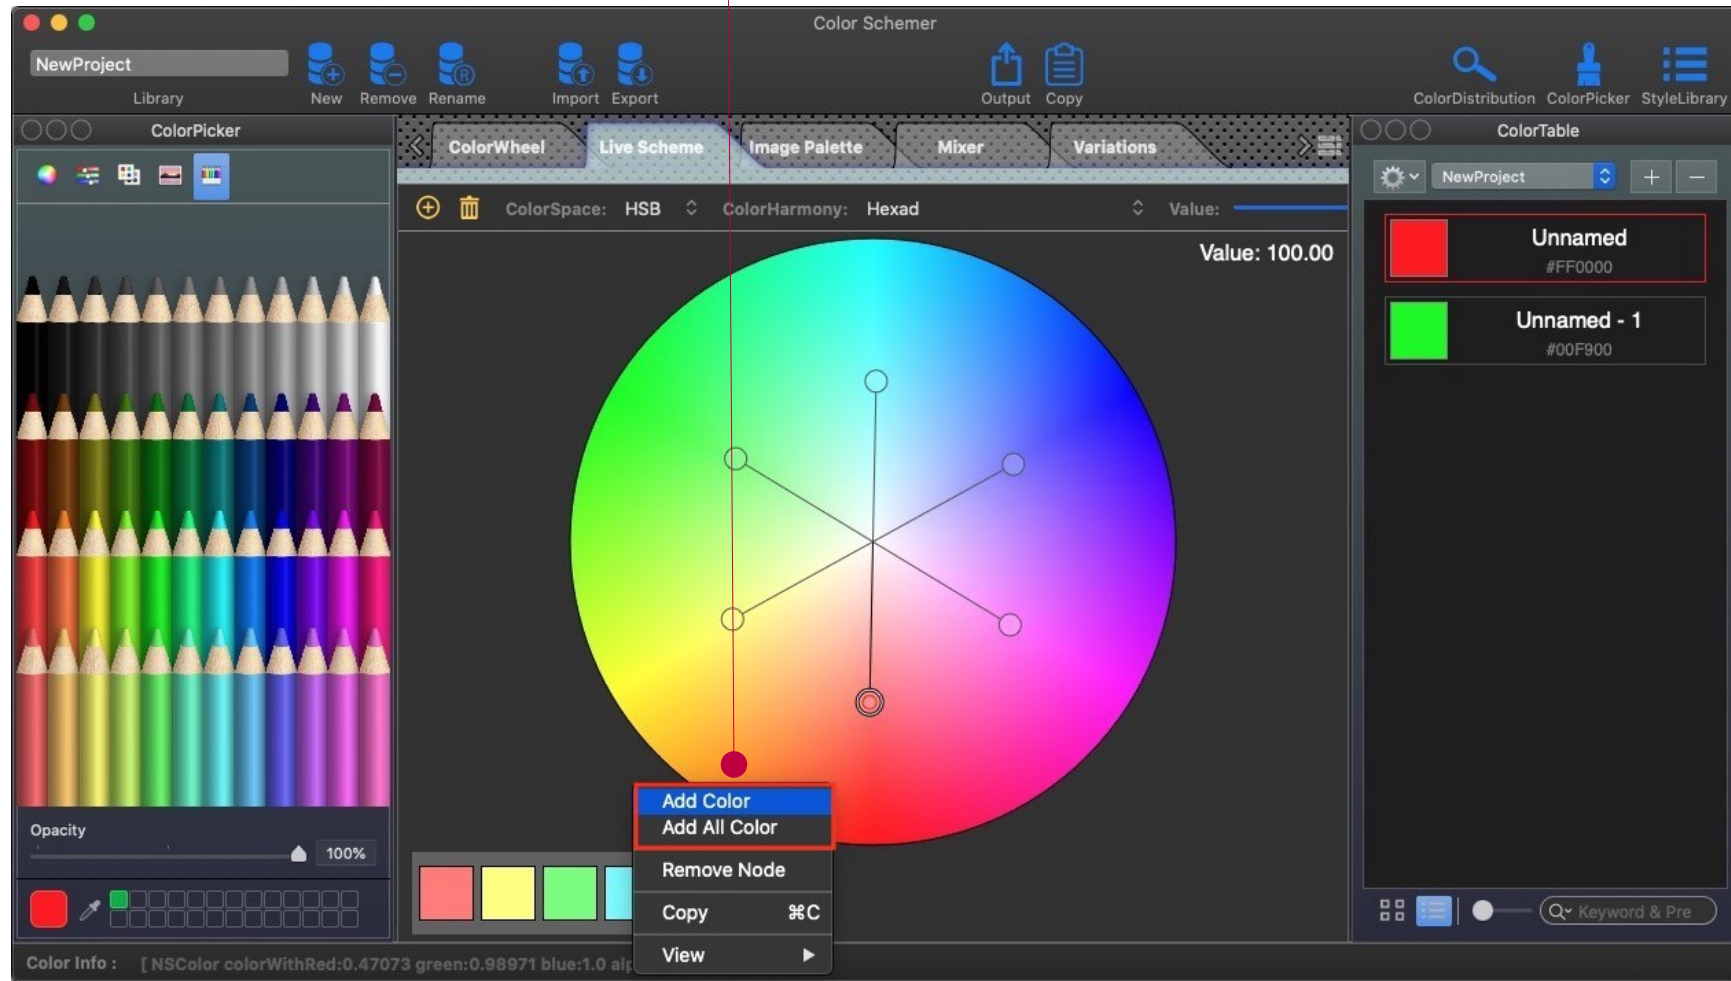 Color Schemer
NewProject
Library
New
Remove
Rename
Import
Export
Output
Copy
ColorDistribution
ColorPicker
StyleLibrary
ColorPicker
ColorWheel
Live Scheme
Image Palette
Mixer
Variations
ColorTable
NewProject
ColorSpace: HSB
ColorHarmony: Hexad
Value:
Value: 100.00
Unnamed
#FF0000
Unnamed - 1
#00F900
Opacity
100%
Add Color
Add All Color
Remove Node
Copy ⌘C
View
Keyword & Pre
Color Info : [ NSColor colorWithRed:0.47073 green:0.98971 blue:1.0 alp